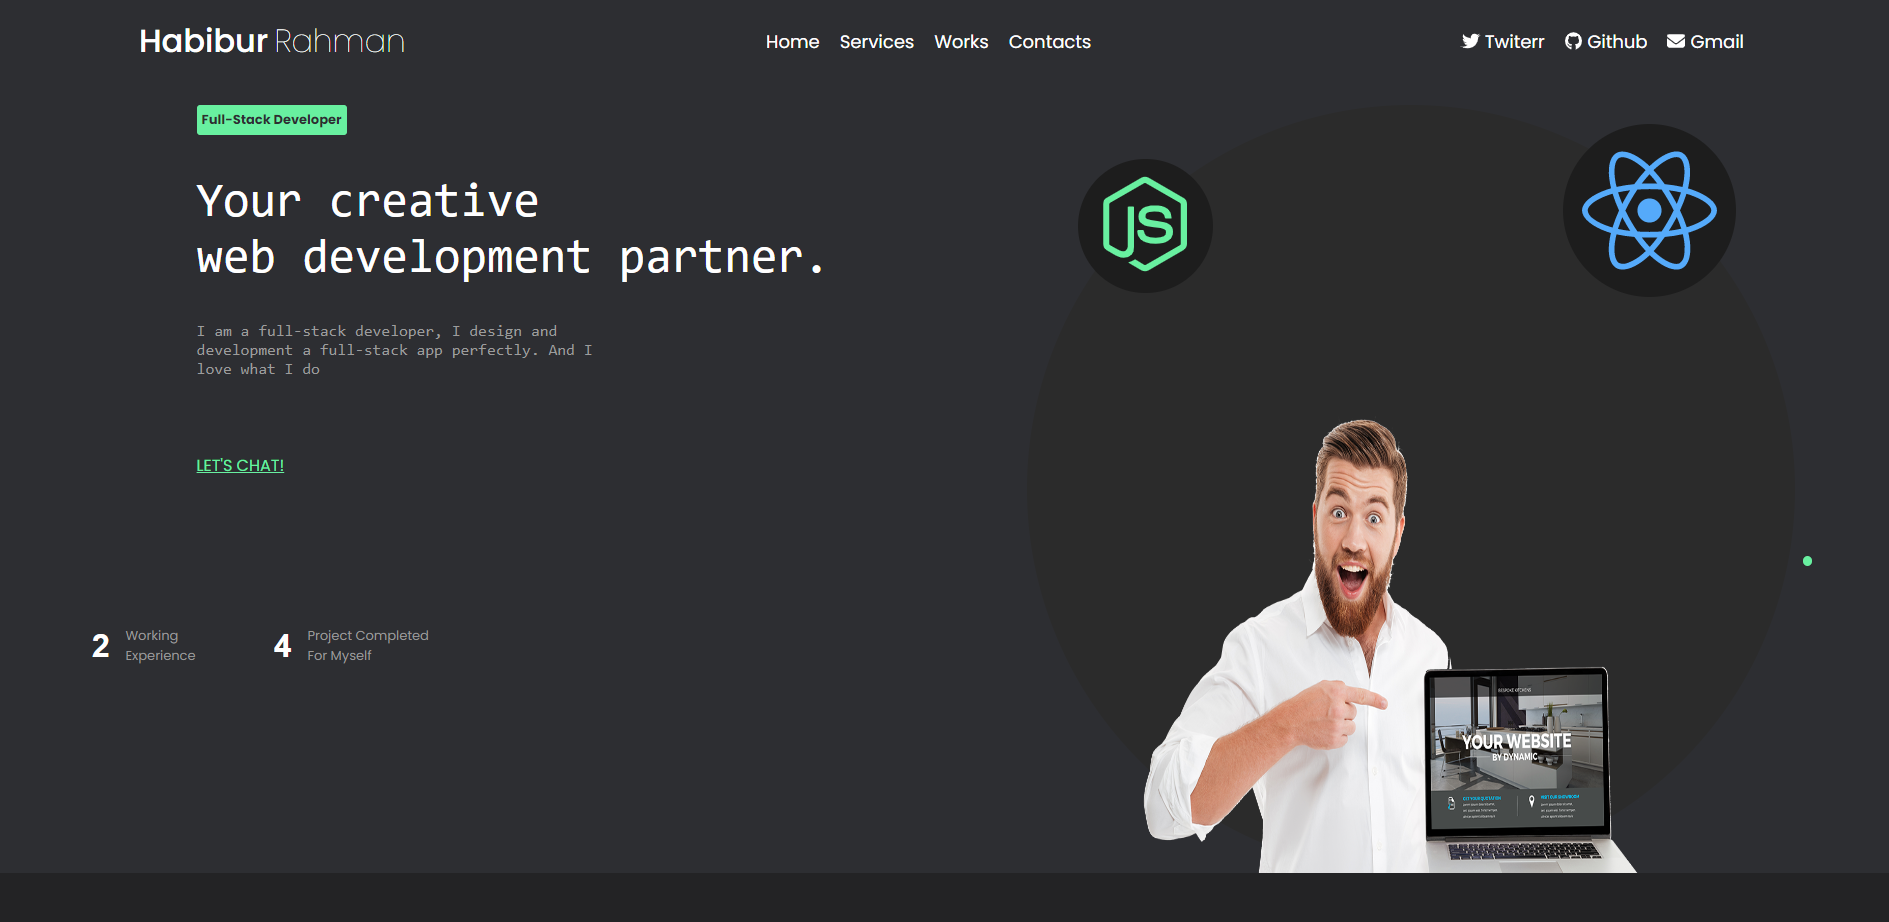 Habibur Rahman
Home Services Works Contacts
Twiterr Github Gmail
Full-Stack Developer
Your creative
web development partner.
I am a full-stack developer, I design and
development a full-stack app perfectly. And I
love what I do
LET'S CHAT!
2 Working
Experience
4 Project Completed
For Myself
JS
BESPOKE KITCHENS
YOUR WEBSITE
BY DYNAMIC